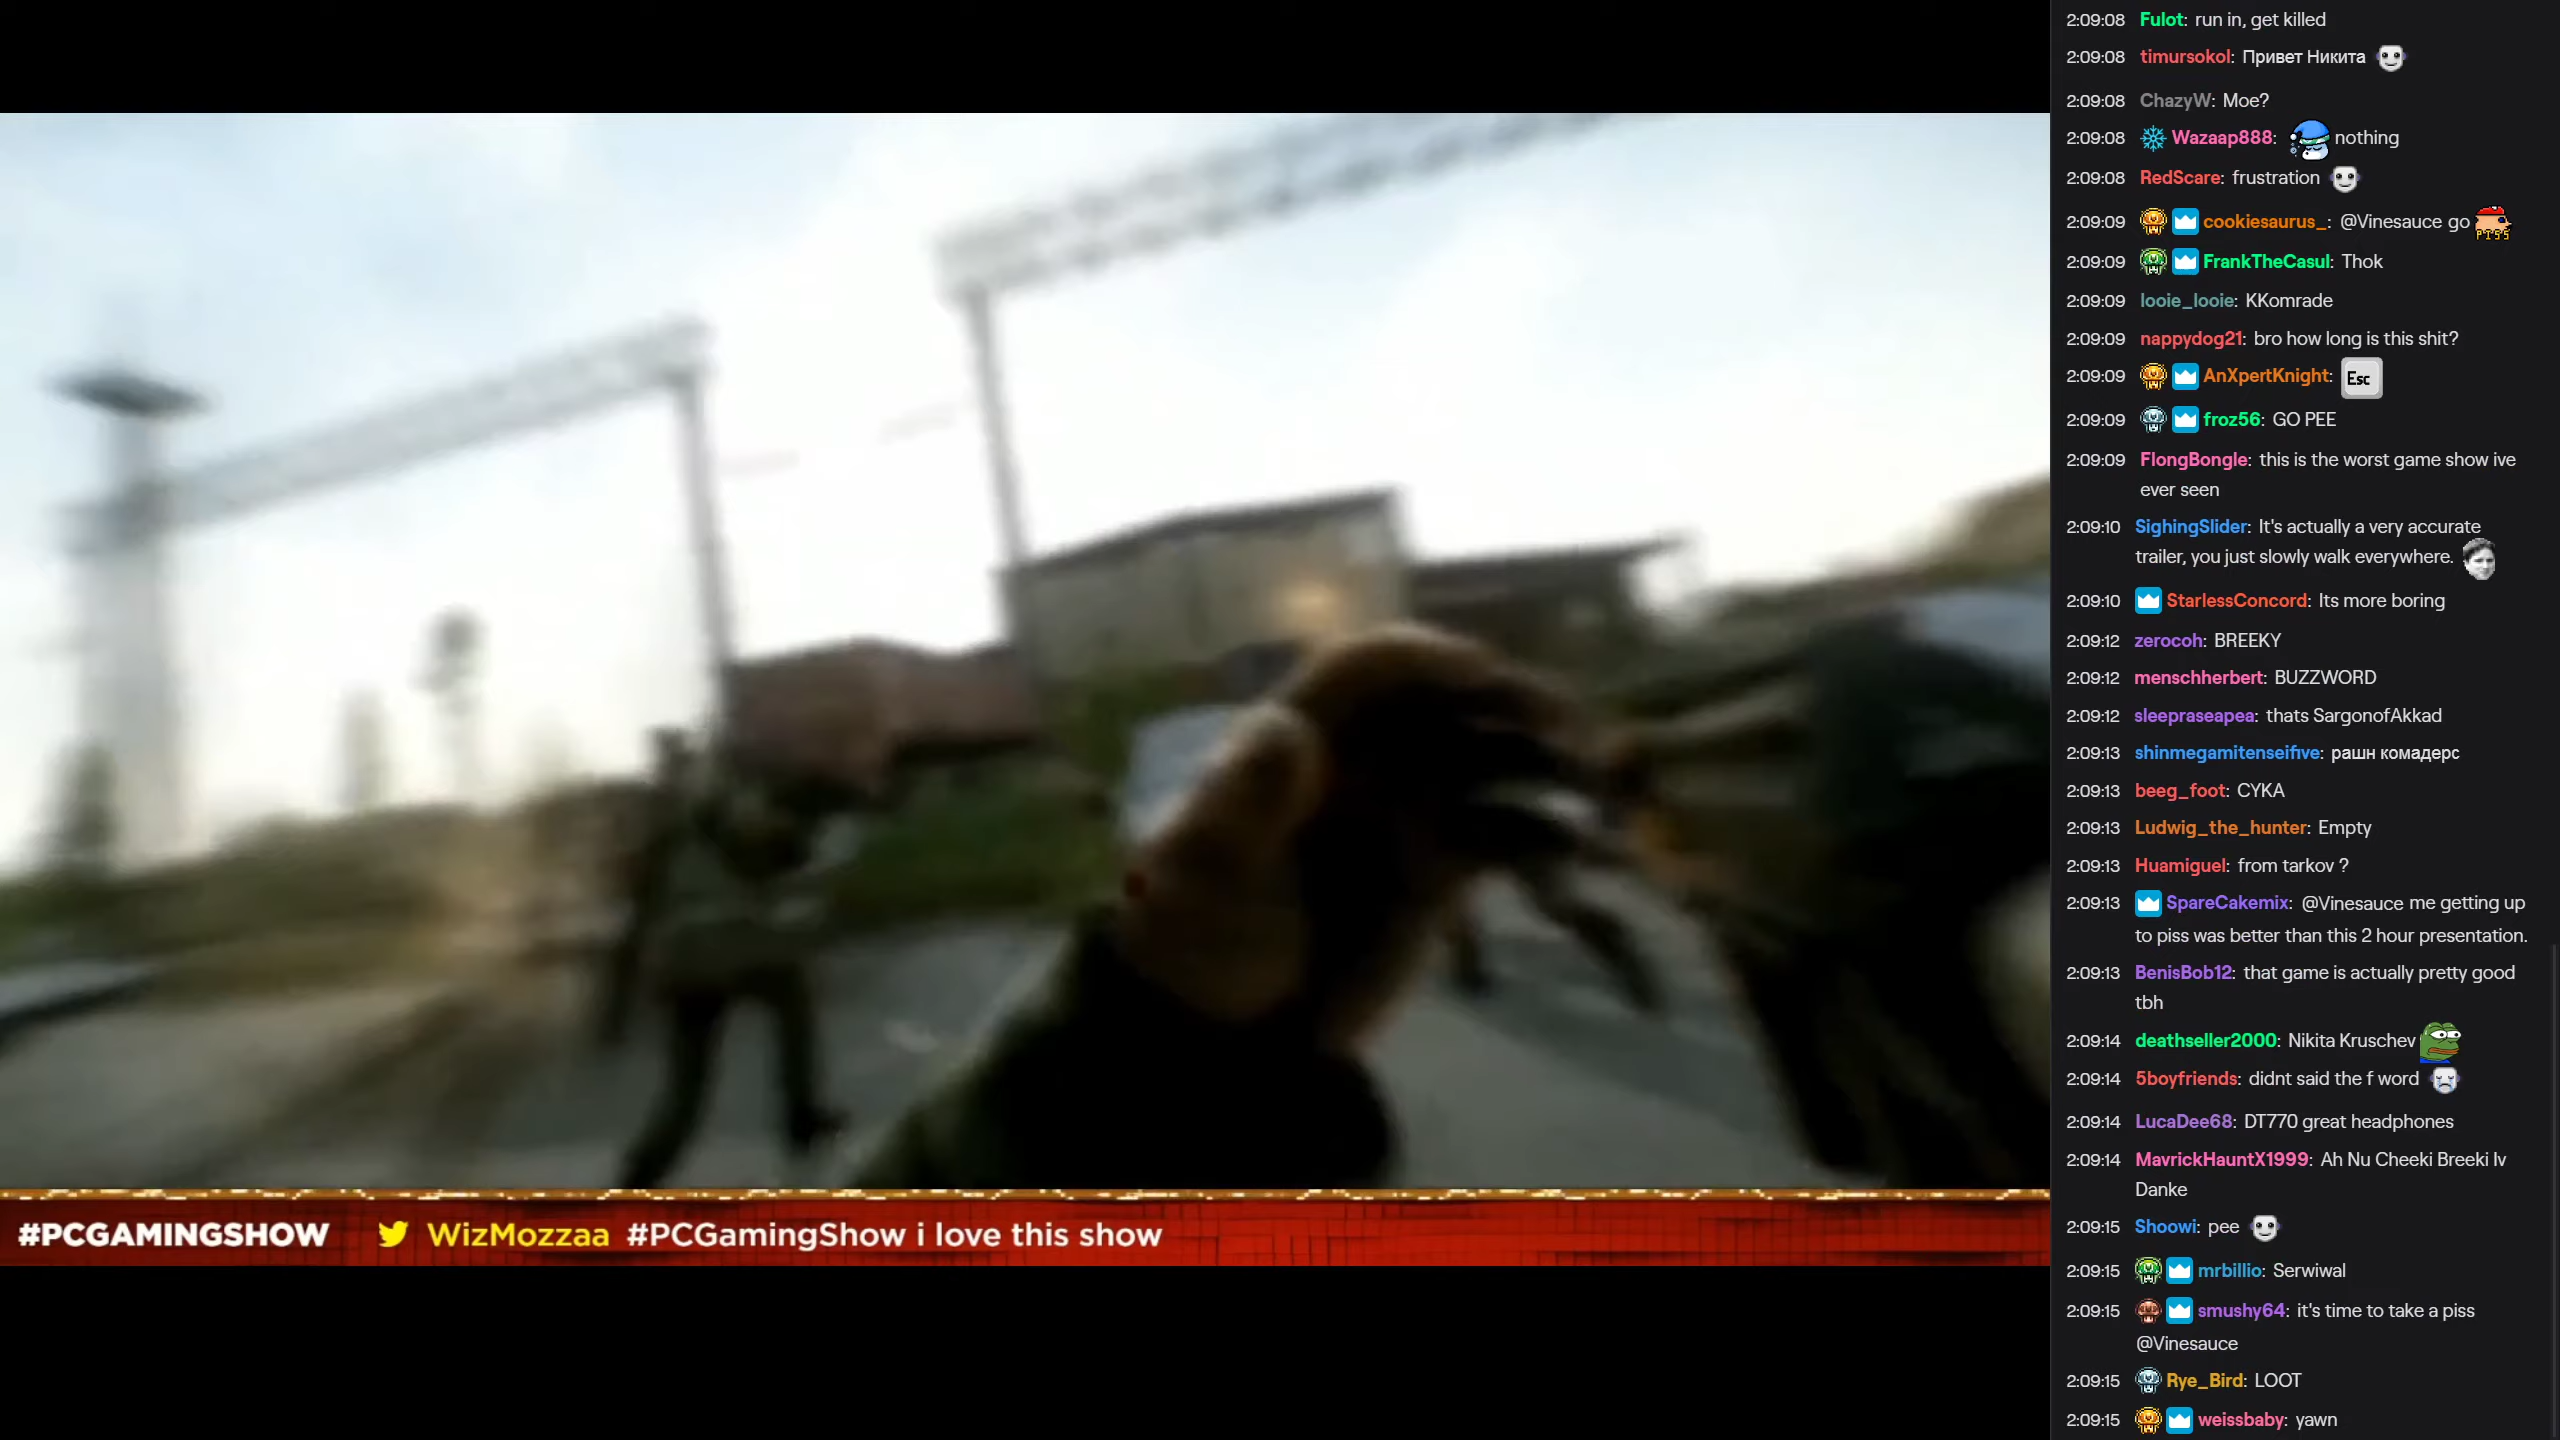 #PCGAMINGSHOW WizMozzaa #PCGamingShow i love this show
2:09:08 Fulot: run in, get killed
2:09:08 timursokol: Привет Никита
2:09:08 ChazyW: Moe?
2:09:08 Wazaap888: nothing
2:09:08 RedScare: frustration
2:09:09 cookiesaurus_: @Vinesauce go PISS
2:09:09 FrankTheCasul: Thok
2:09:09 looie_looie: KKomrade
2:09:09 nappydog21: bro how long is this shit?
2:09:09 AnXpertKnight: Esc
2:09:09 froz56: GO PEE
2:09:09 FlongBongle: this is the worst game show ive
ever seen
2:09:10 SighingSlider: It's actually a very accurate
trailer, you just slowly walk everywhere.
2:09:10 StarlessConcord: Its more boring
2:09:12 zerocoh: BREEKY
2:09:12 menschherbert: BUZZWORD
2:09:12 sleepraseapea: thats SargonofAkkad
2:09:13 shinmegamitenseifive: рашн комадерс
2:09:13 beeg_foot: CYKA
2:09:13 Ludwig_the_hunter: Empty
2:09:13 Huamiguel: from tarkov ?
2:09:13 SpareCakemix: @Vinesauce me getting up
to piss was better than this 2 hour presentation.
2:09:13 BenisBob12: that game is actually pretty good
tbh
2:09:14 deathseller2000: Nikita Kruschev
2:09:14 5boyfriends: didnt said the f word
2:09:14 LucaDee68: DT770 great headphones
2:09:14 MavrickHauntX1999: Ah Nu Cheeki Breeki Iv
Danke
2:09:15 Shoowi: pee
2:09:15 mrbillio: Serwiwal
2:09:15 smushy64: it's time to take a piss
@Vinesauce
2:09:15 Rye_Bird: LOOT
2:09:15 weissbaby: yawn